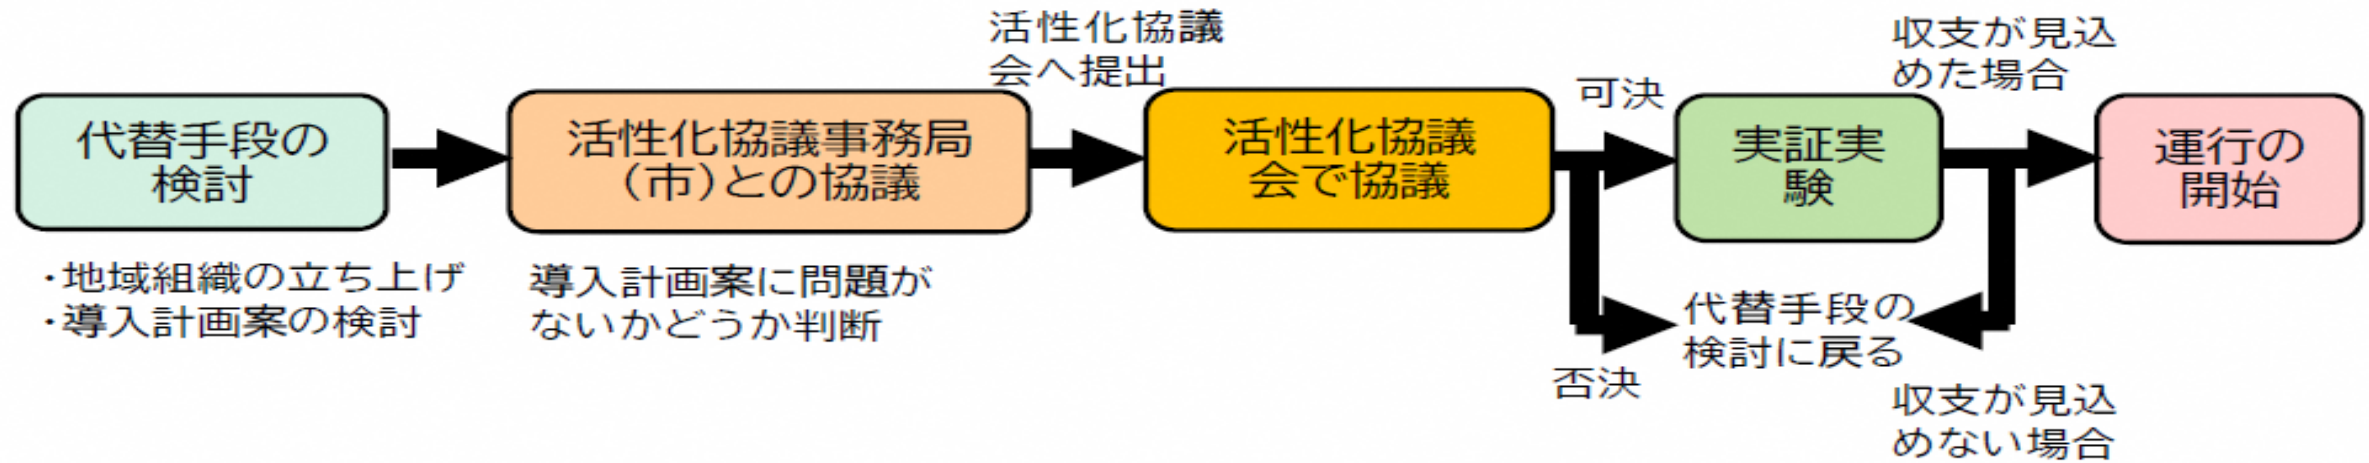 代替手段の
検討
・地域組織の立ち上げ
・導入計画案の検討
活性化協議事務局
（市）との協議
導入計画案に問題が
ないかどうか判断
活性化協議
会へ提出
活性化協議
会で協議
可決
否決
実証実
験
代替手段の
検討に戻る
収支が見込
めた場合
収支が見込
めない場合
運行の
開始